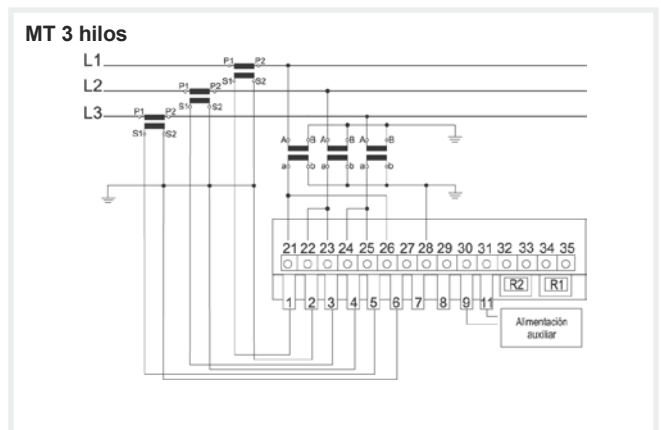 MT 3 hilos
L1 P1 P2
L2 P1 P2 S1 S2
L3 P1 P2 S1 S2
S1 S2
A B A B A B
a b a b a b
21 22 23 24 25 26 27 28 29 30 31 32 33 34 35
R2 R1
1 2 3 4 5 6 7 8 9 11
Alimentación
auxiliar